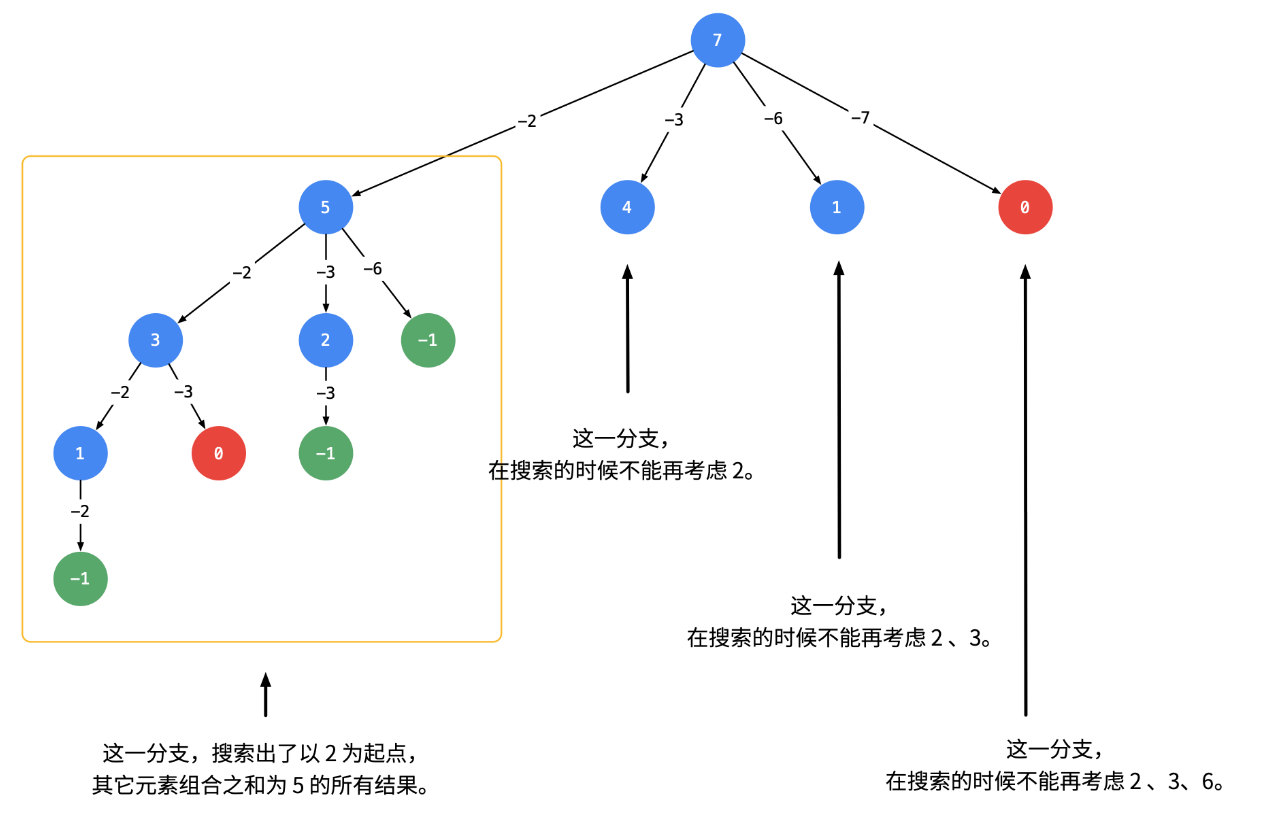 7
-2
-3
-6
-7
5
4
1
0
-2
-3
-6
3
2
-1
-2
-3
-3
1
0
-1
-2
-1
这一分支，
在搜索的时候不能再考虑 2。
这一分支，
在搜索的时候不能再考虑 2 、3。
这一分支，
在搜索的时候不能再考虑 2 、3、6。
这一分支，搜索出了以 2 为起点，
其它元素组合之和为 5 的所有结果。